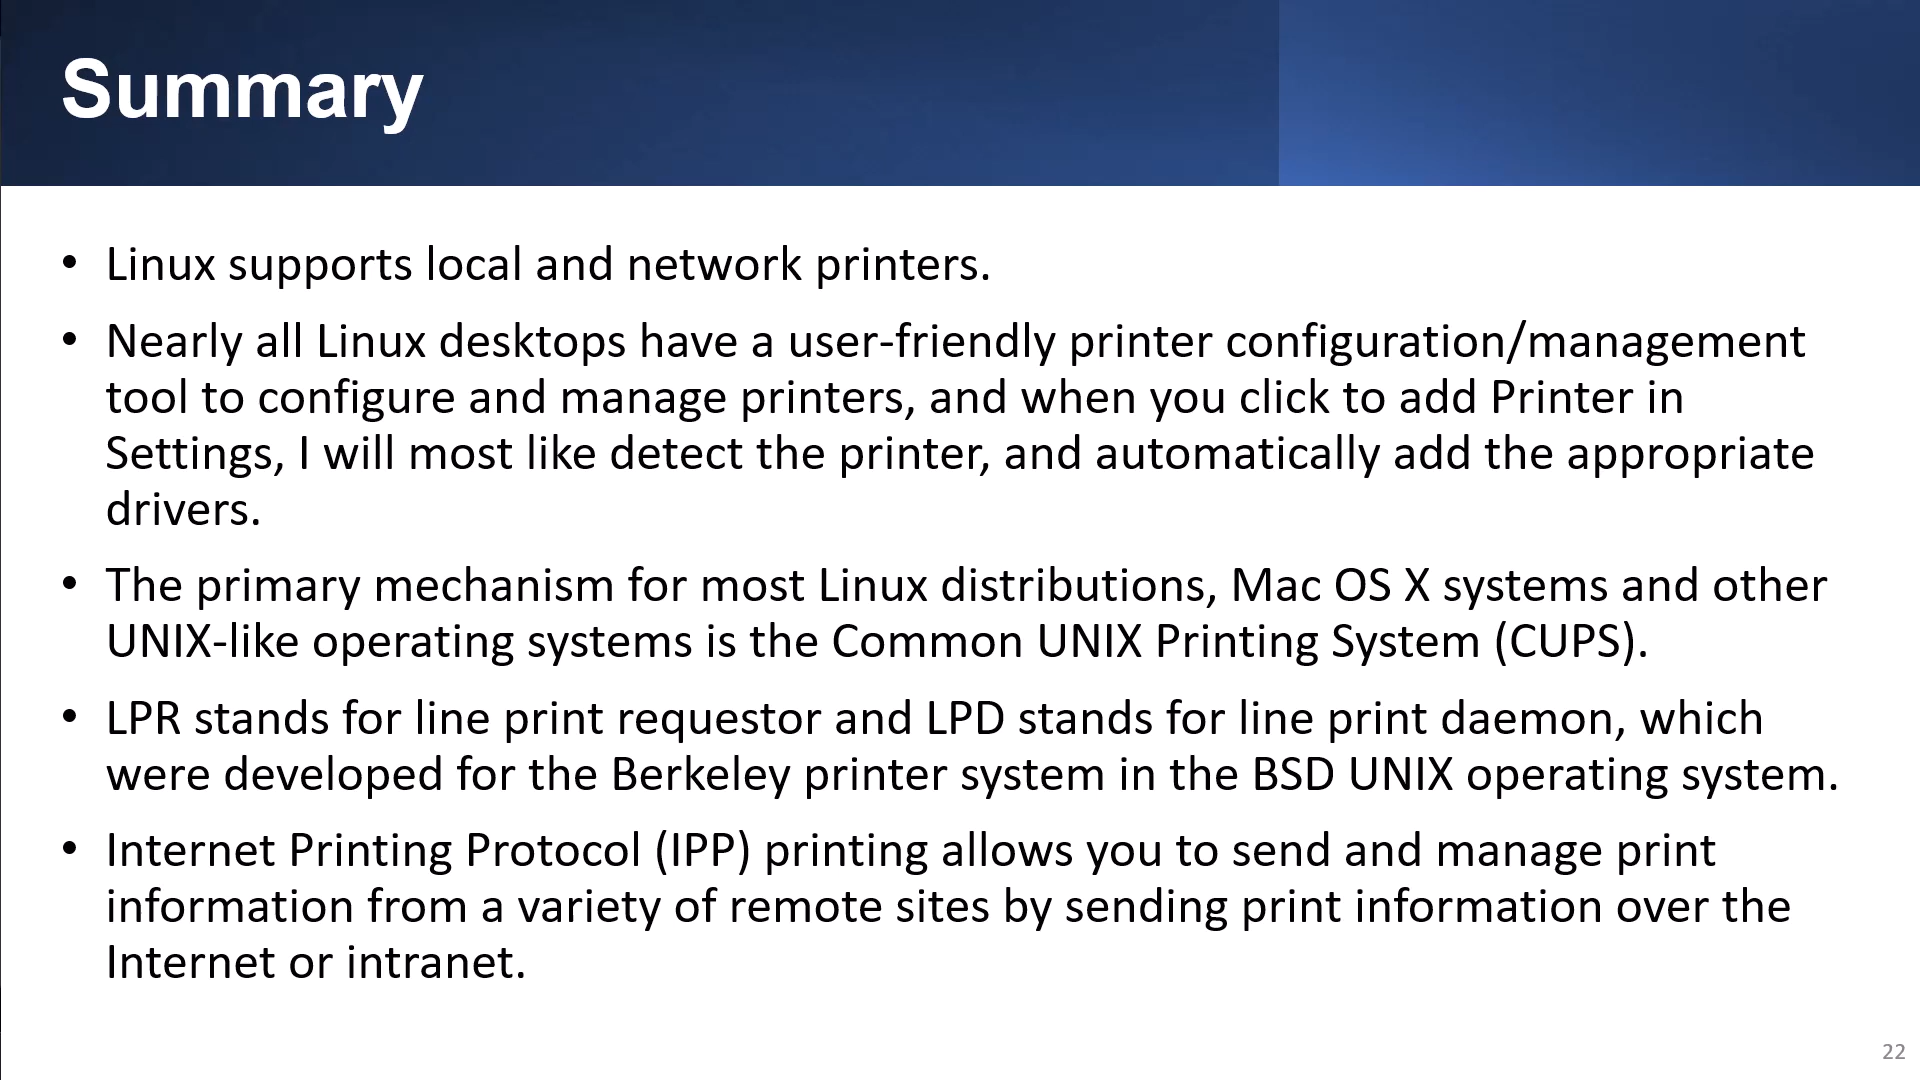 Summary
• Linux supports local and network printers.
• Nearly all Linux desktops have a user-friendly printer configuration/management
tool to configure and manage printers, and when you click to add Printer in
Settings, I will most like detect the printer, and automatically add the appropriate
drivers.
• The primary mechanism for most Linux distributions, Mac OS X systems and other
UNIX-like operating systems is the Common UNIX Printing System (CUPS).
• LPR stands for line print requestor and LPD stands for line print daemon, which
were developed for the Berkeley printer system in the BSD UNIX operating system.
• Internet Printing Protocol (IPP) printing allows you to send and manage print
information from a variety of remote sites by sending print information over the
Internet or intranet.
22